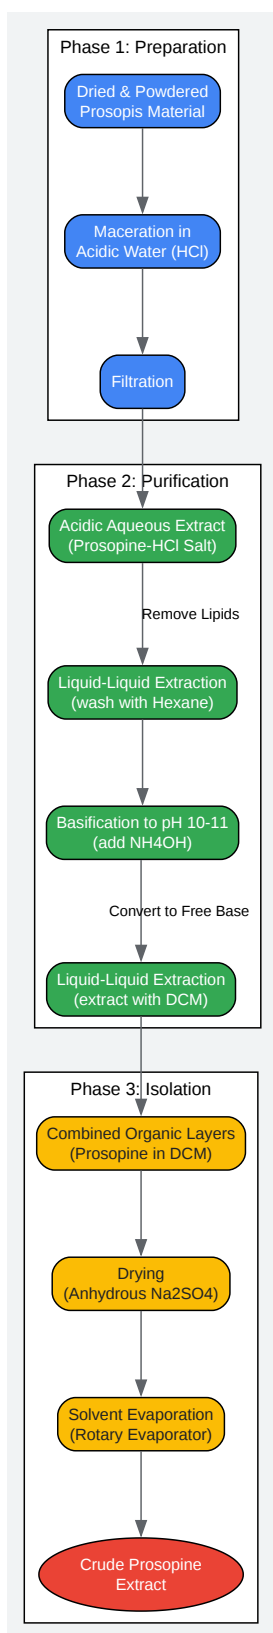 Phase 1: Preparation
Dried & Powdered
Prosopis Material
Maceration in
Acidic Water (HCl)
Filtration
Phase 2: Purification
Acidic Aqueous Extract
(Prosopine-HCl Salt)
Remove Lipids
Liquid-Liquid Extraction
(wash with Hexane)
Basification to pH 10-11
(add NH4OH)
Convert to Free Base
Liquid-Liquid Extraction
(extract with DCM)
Phase 3: Isolation
Combined Organic Layers
(Prosopine in DCM)
Drying
(Anhydrous Na2SO4)
Solvent Evaporation
(Rotary Evaporator)
Crude Prosopine
Extract